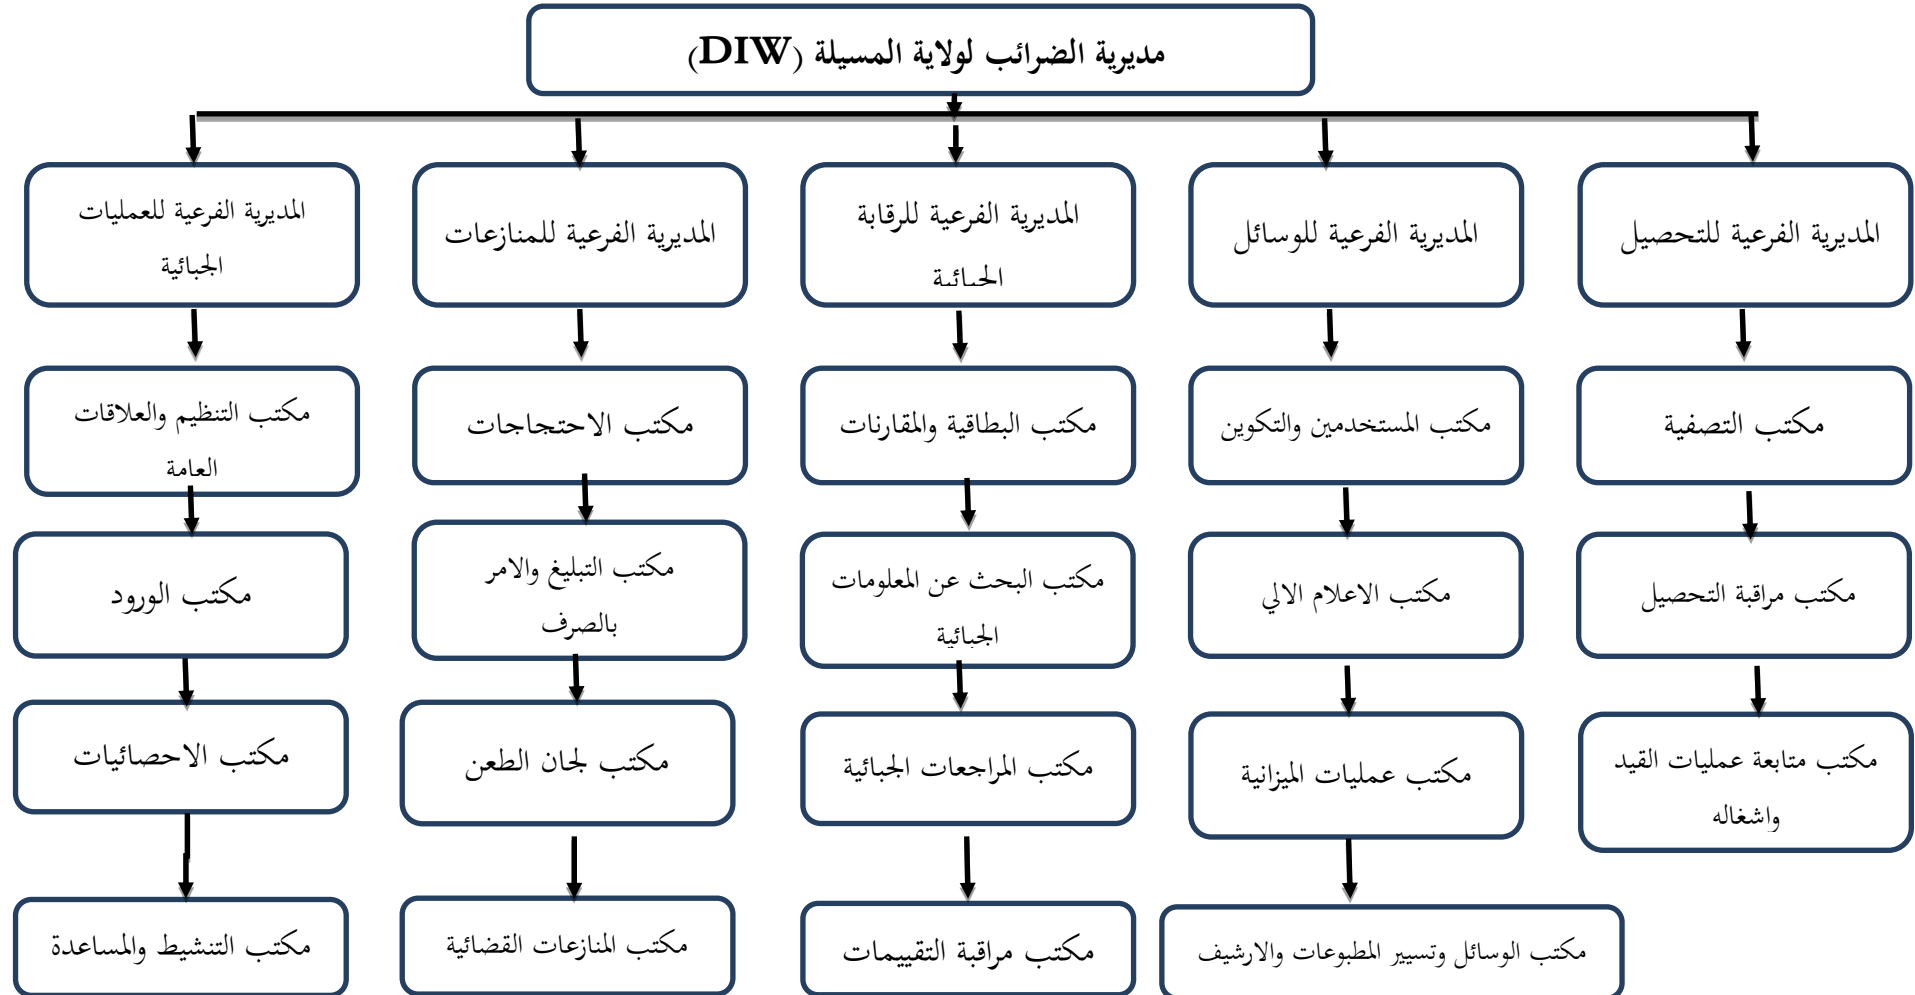 مديرية الضرائب لولاية المسيلة (DIW)
المديرية الفرعية للتحصيل
المديرية الفرعية للوسائل
المديرية الفرعية للرقابة
الجبائية
المديرية الفرعية للمنازعات
المديرية الفرعية للعمليات
الجبائية
مكتب التصفية
مكتب المستخدمين والتكوين
مكتب البطاقية والمقارنات
مكتب الاحتجاجات
مكتب التنظيم والعلاقات
العامة
مكتب مراقبة التحصيل
مكتب الاعلام الالي
مكتب البحث عن المعلومات
الجبائية
مكتب التبليغ والامر
بالصرف
مكتب الورود
مكتب متابعة عمليات القيد
واشغاله
مكتب عمليات الميزانية
مكتب المراجعات الجبائية
مكتب لجان الطعن
مكتب الاحصائيات
مكتب الوسائل وتسيير المطبوعات والارشيف
مكتب مراقبة التقييمات
مكتب المنازعات القضائية
مكتب التنشيط والمساعدة